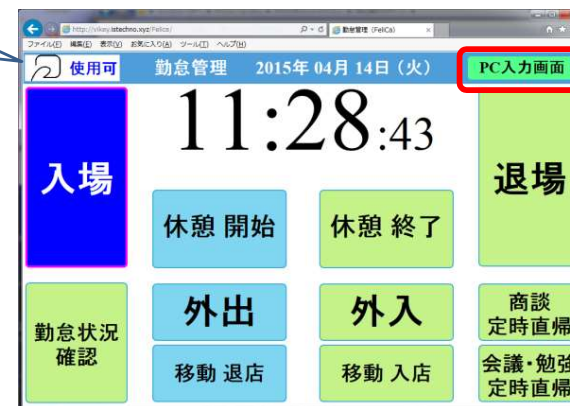 http://vikey.istechno.xyz/Felica/
勤怠管理 (FeliCa)
ファイル(F) 編集(E) 表示(V) お気に入り(A) ツール(T) ヘルプ(H)
使用可 勤怠管理 2015年 04月 14日 (火) PC入力画面
11:28:43
入場
退場
休憩 開始
休憩 終了
勤怠状況
確認
外出
外入
商談
定時直帰
移動 退店
移動 入店
会議・勉強
定時直帰